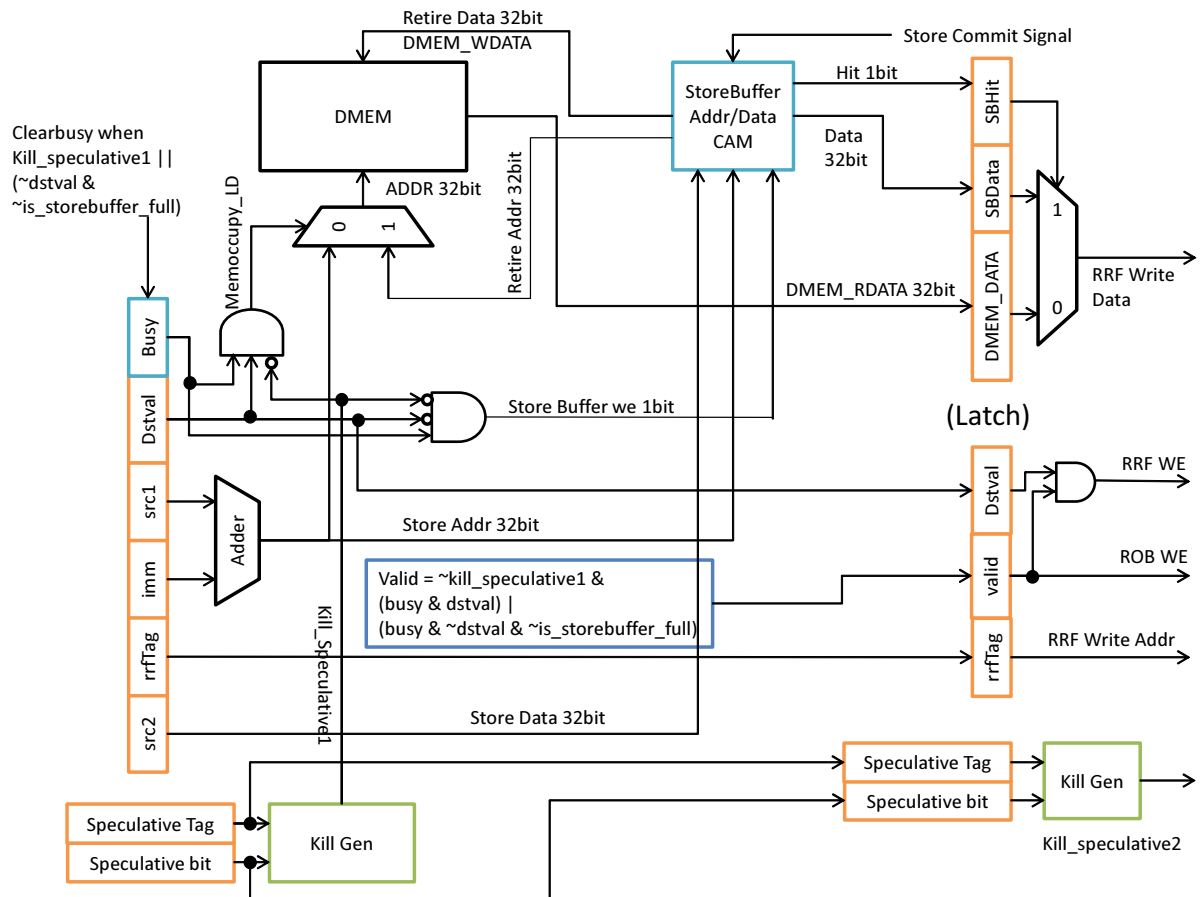 Retire Data 32bit
DMEM_WDATA
Store Commit Signal
Hit 1bit
StoreBuffer
Addr/Data
CAM
DMEM
Data
32bit
SBHit
SBData
DMEM_DATA
1
0
RRF Write
Data
Clearbusy when
Kill_speculative1 ||
(~dstval &
~is_storebuffer_full)
ADDR 32bit
Memoccupy_LD
0
1
Retire Addr 32bit
DMEM_RDATA 32bit
Busy
Dstval
src1
imm
rrfTag
src2
Store Buffer we 1bit
(Latch)
Adder
Store Addr 32bit
Dstval
valid
rrfTag
RRF WE
ROB WE
RRF Write Addr
Valid = ~kill_speculative1 &
(busy & dstval) |
(busy & ~dstval & ~is_storebuffer_full)
Kill_Speculative1
Store Data 32bit
Speculative Tag
Speculative bit
Kill Gen
Speculative Tag
Speculative bit
Kill Gen
Kill_speculative2